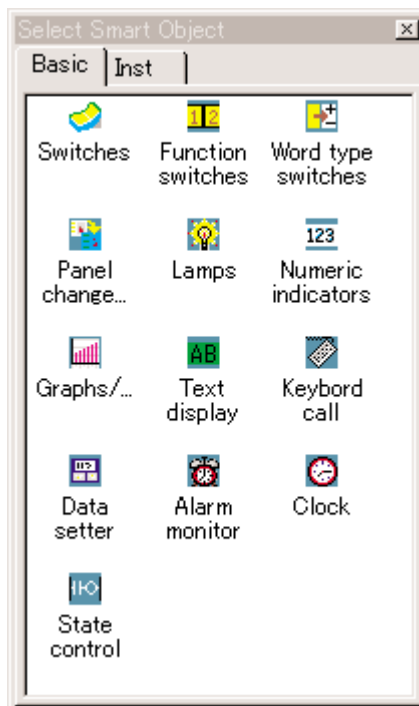 Select Smart Object
Basic
Inst
Switches
Function
switches
Word type
switches
Panel
change...
Lamps
123
Numeric
indicators
Graphs/...
AB
Text
display
Keybord
call
Data
setter
Alarm
monitor
Clock
State
control